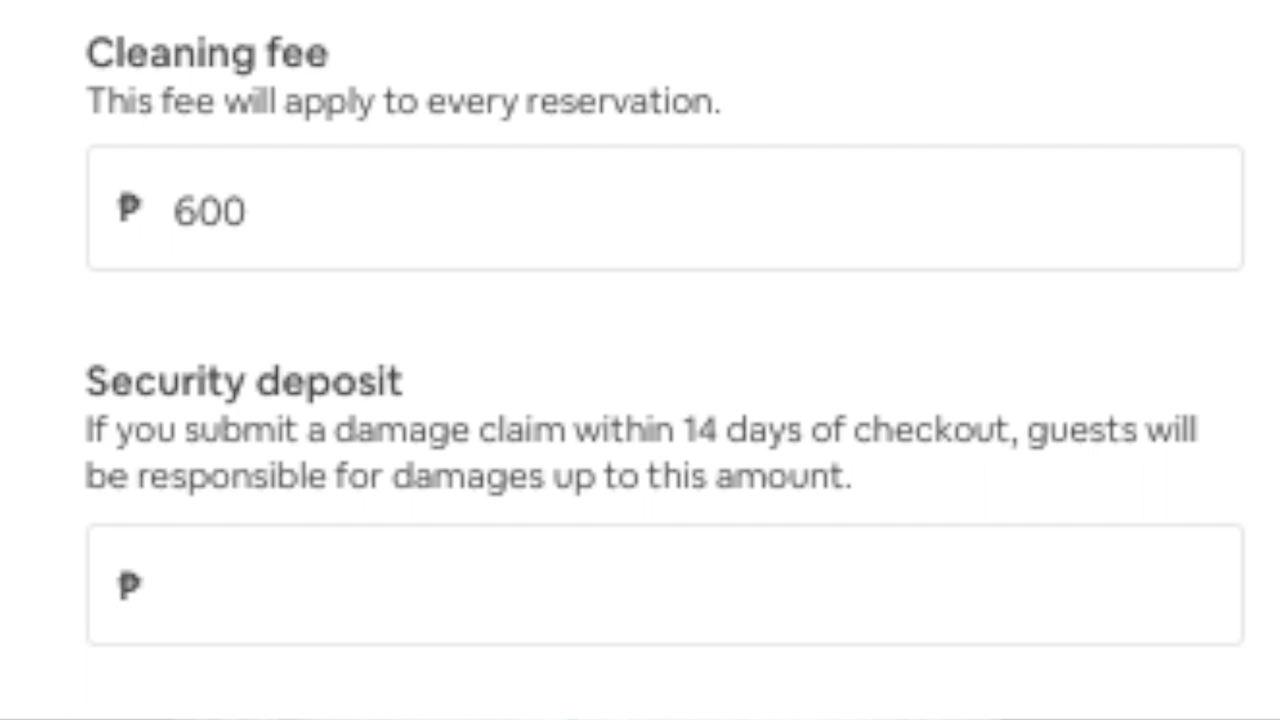 Cleaning fee
This fee will apply to every reservation.
₱ 600
Security deposit
If you submit a damage claim within 14 days of checkout, guests will
be responsible for damages up to this amount.
₱